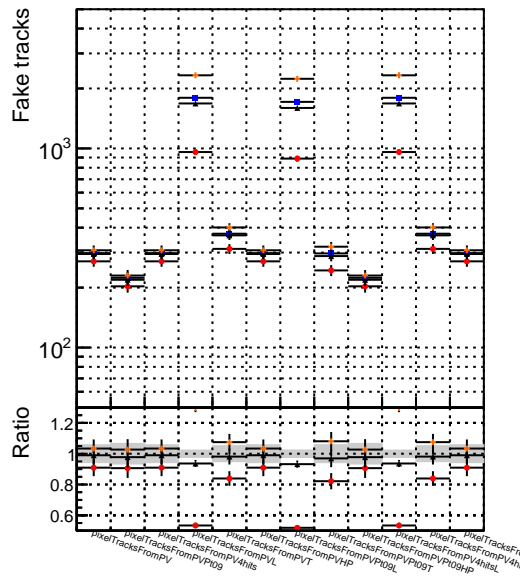 Fake tracks
10³
10²
Ratio
1.2
1
0.8
0.6
pixelTracksFromPV
pixelTracksFromPVPt09
pixelTracksFromPV4hits
pixelTracksFromPVL
pixelTracksFromPVT
pixelTracksFromPVHP
pixelTracksFromPVPt09L
pixelTracksFromPVPt09T
pixelTracksFromPVPt09HP
pixelTracksFromPV4hitsL